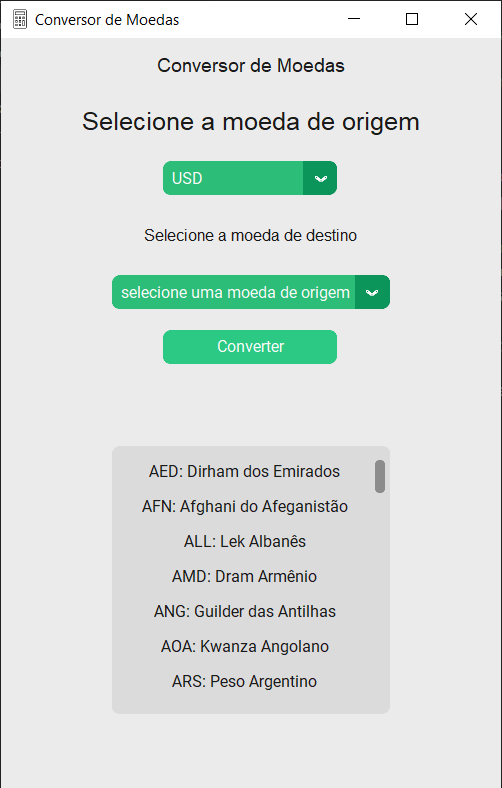 Conversor de Moedas
Conversor de Moedas
Selecione a moeda de origem
USD
Selecione a moeda de destino
selecione uma moeda de origem
Converter
AED: Dirham dos Emirados
AFN: Afghani do Afeganistão
ALL: Lek Albanês
AMD: Dram Armênio
ANG: Guilder das Antilhas
AOA: Kwanza Angolano
ARS: Peso Argentino